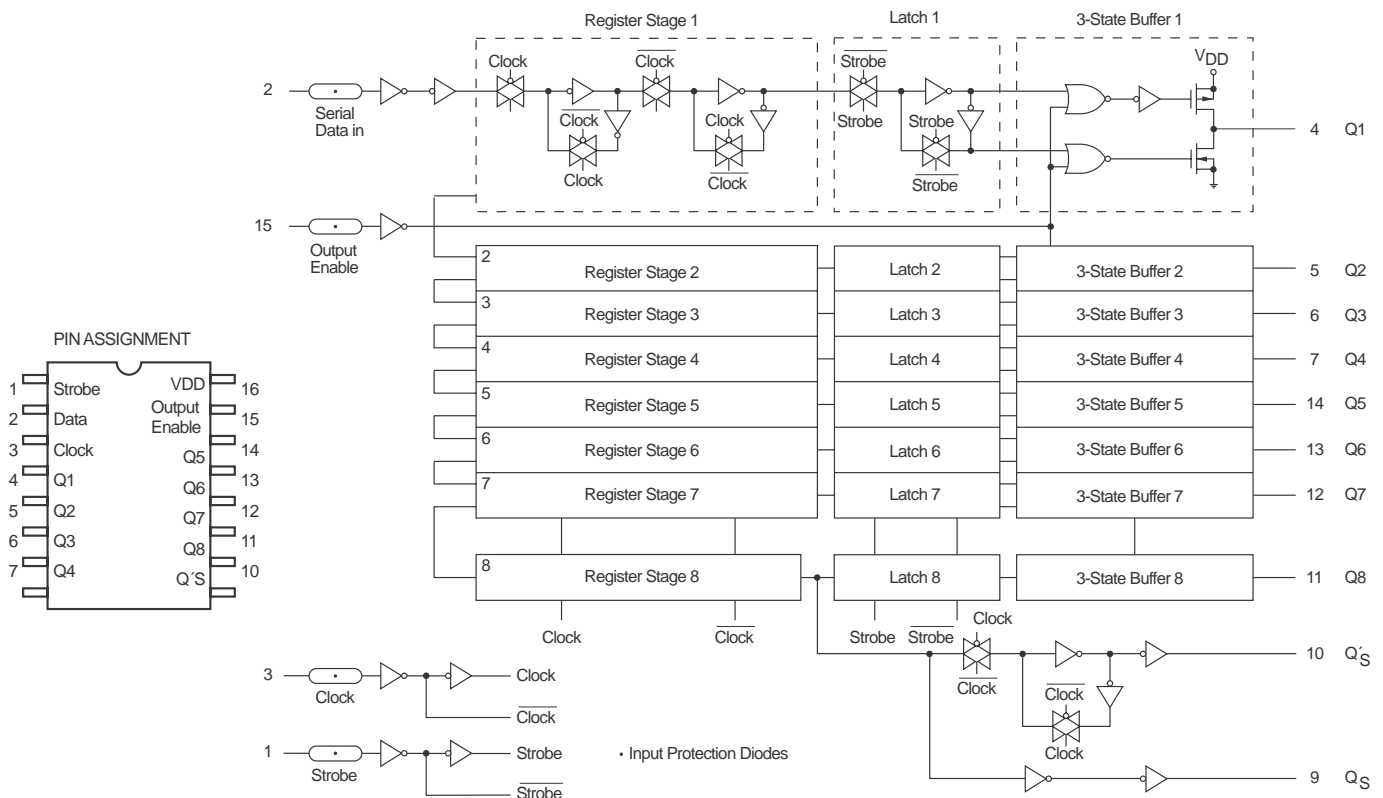 Register Stage 1
Latch 1
3-State Buffer 1
Clock
Clock
Strobe
VDD
2
Serial
Data in
Clock
Clock
Strobe
Strobe
Clock
Clock
Strobe
4 Q1
15
Output
Enable
2
Register Stage 2
Latch 2
3-State Buffer 2
5 Q2
3
Register Stage 3
Latch 3
3-State Buffer 3
6 Q3
4
Register Stage 4
Latch 4
3-State Buffer 4
7 Q4
5
Register Stage 5
Latch 5
3-State Buffer 5
14 Q5
6
Register Stage 6
Latch 6
3-State Buffer 6
13 Q6
7
Register Stage 7
Latch 7
3-State Buffer 7
12 Q7
8
Register Stage 8
Latch 8
3-State Buffer 8
11 Q8
Clock
Clock
Strobe
Strobe
Clock
Clock
Clock
Clock
10 Q´S
9 QS
PIN ASSIGNMENT
1 Strobe
VDD 16
2 Data
Output
Enable
15
3 Clock
14
4 Q1
Q5
13
5 Q2
Q6
12
6 Q3
Q7
11
7 Q4
Q8
10
Q´S
3
Clock
Clock
Clock
1
Strobe
Strobe
Strobe
• Input Protection Diodes